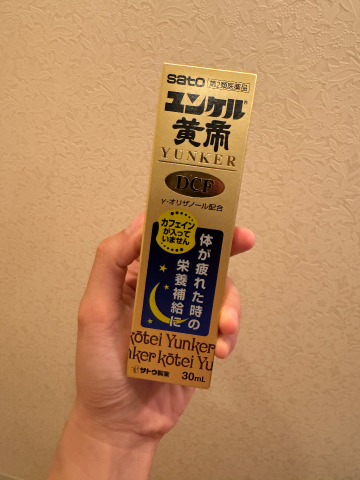 sato 第2類医薬品
ユンケル®
黄帝
YUNKER
DCF
γ-オリザノール配合
カフェイン
が入って
いません
体が疲れた時の
栄養補給に
kōtei Yunker
nker kōtei Yu
サトウ製薬
30mL